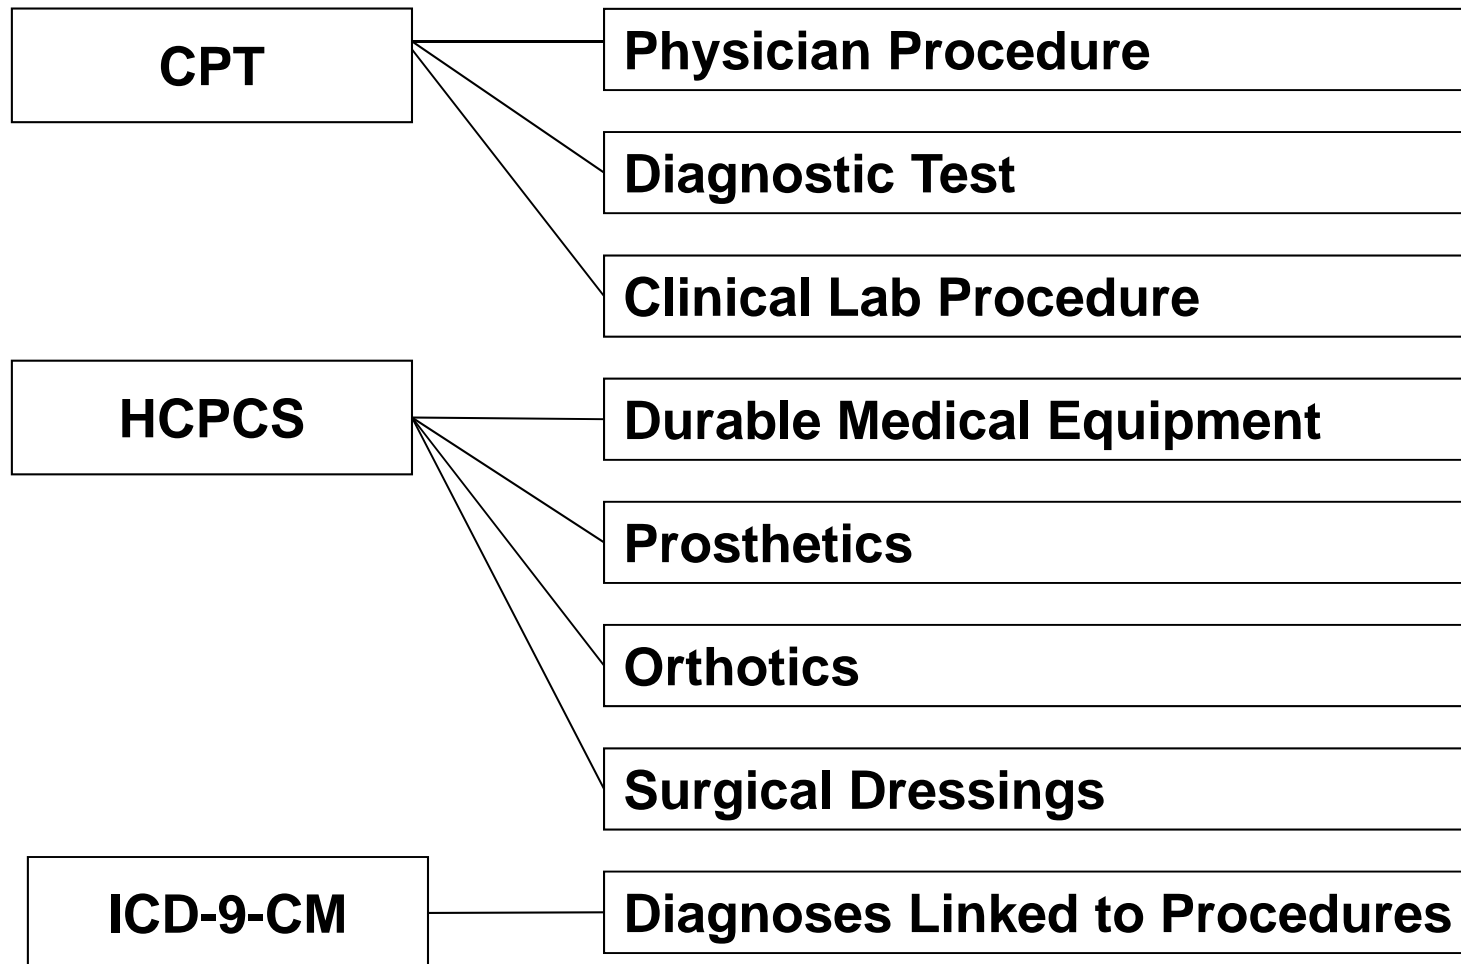 CPT
Physician Procedure
Diagnostic Test
Clinical Lab Procedure
HCPCS
Durable Medical Equipment
Prosthetics
Orthotics
Surgical Dressings
ICD-9-CM
Diagnoses Linked to Procedures